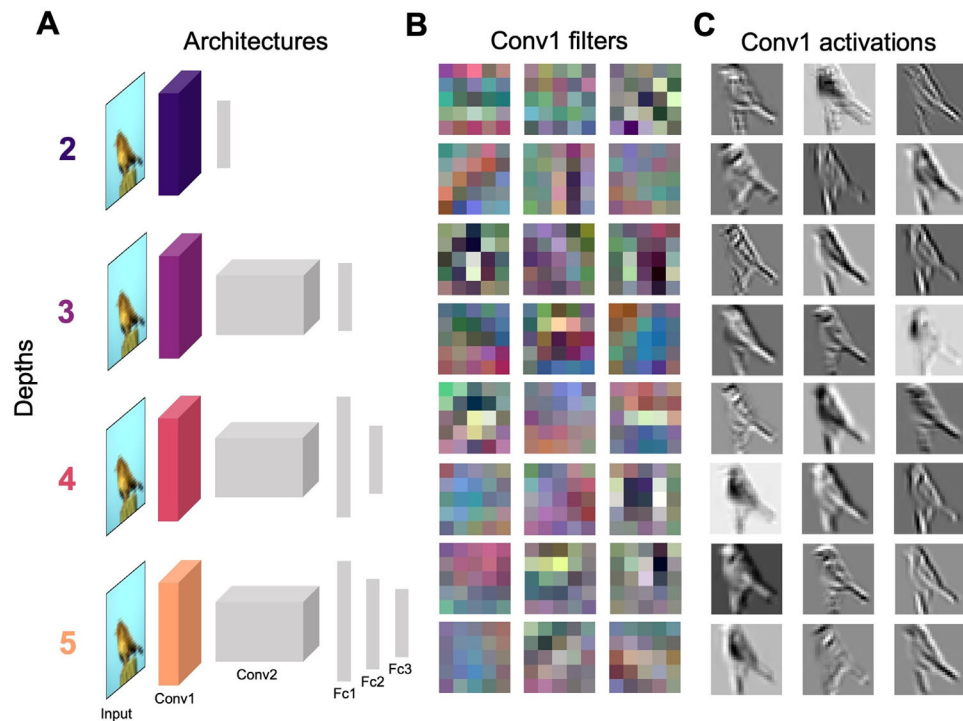 A
Architectures
B
Conv1 filters
C
Conv1 activations
Depths
2
3
4
5
Input
Conv1
Conv2
Fc1
Fc2
Fc3